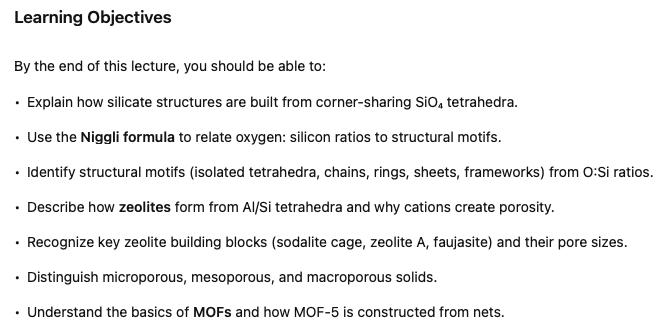 Learning Objectives
By the end of this lecture, you should be able to:
• Explain how silicate structures are built from corner-sharing SiO₄ tetrahedra.
• Use the Niggli formula to relate oxygen: silicon ratios to structural motifs.
• Identify structural motifs (isolated tetrahedra, chains, rings, sheets, frameworks) from O:Si ratios.
• Describe how zeolites form from Al/Si tetrahedra and why cations create porosity.
• Recognize key zeolite building blocks (sodalite cage, zeolite A, faujasite) and their pore sizes.
• Distinguish microporous, mesoporous, and macroporous solids.
• Understand the basics of MOFs and how MOF-5 is constructed from nets.